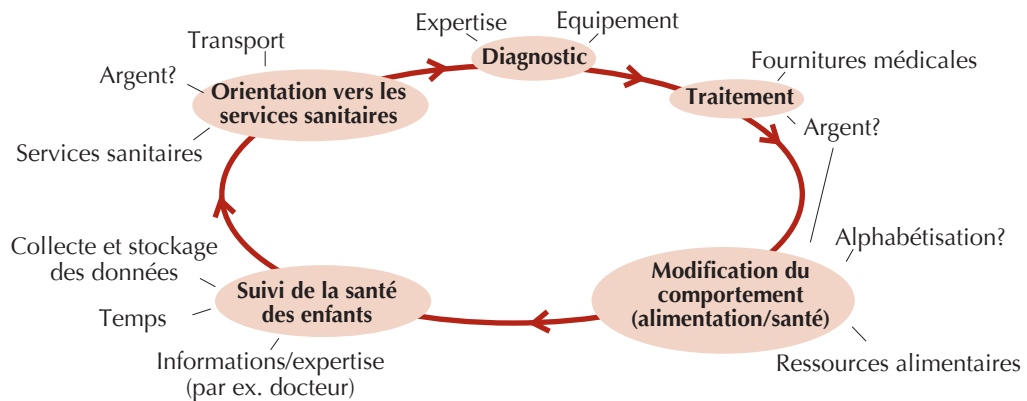 Expertise
Equipement
Diagnostic
Transport
Argent?
Orientation vers les
services sanitaires
Services sanitaires
Fournitures médicales
Traitement
Argent?
Alphabétisation?
Modification du
comportement
(alimentation/santé)
Ressources alimentaires
Collecte et stockage
des données
Suivi de la santé
des enfants
Temps
Informations/expertise
(par ex. docteur)